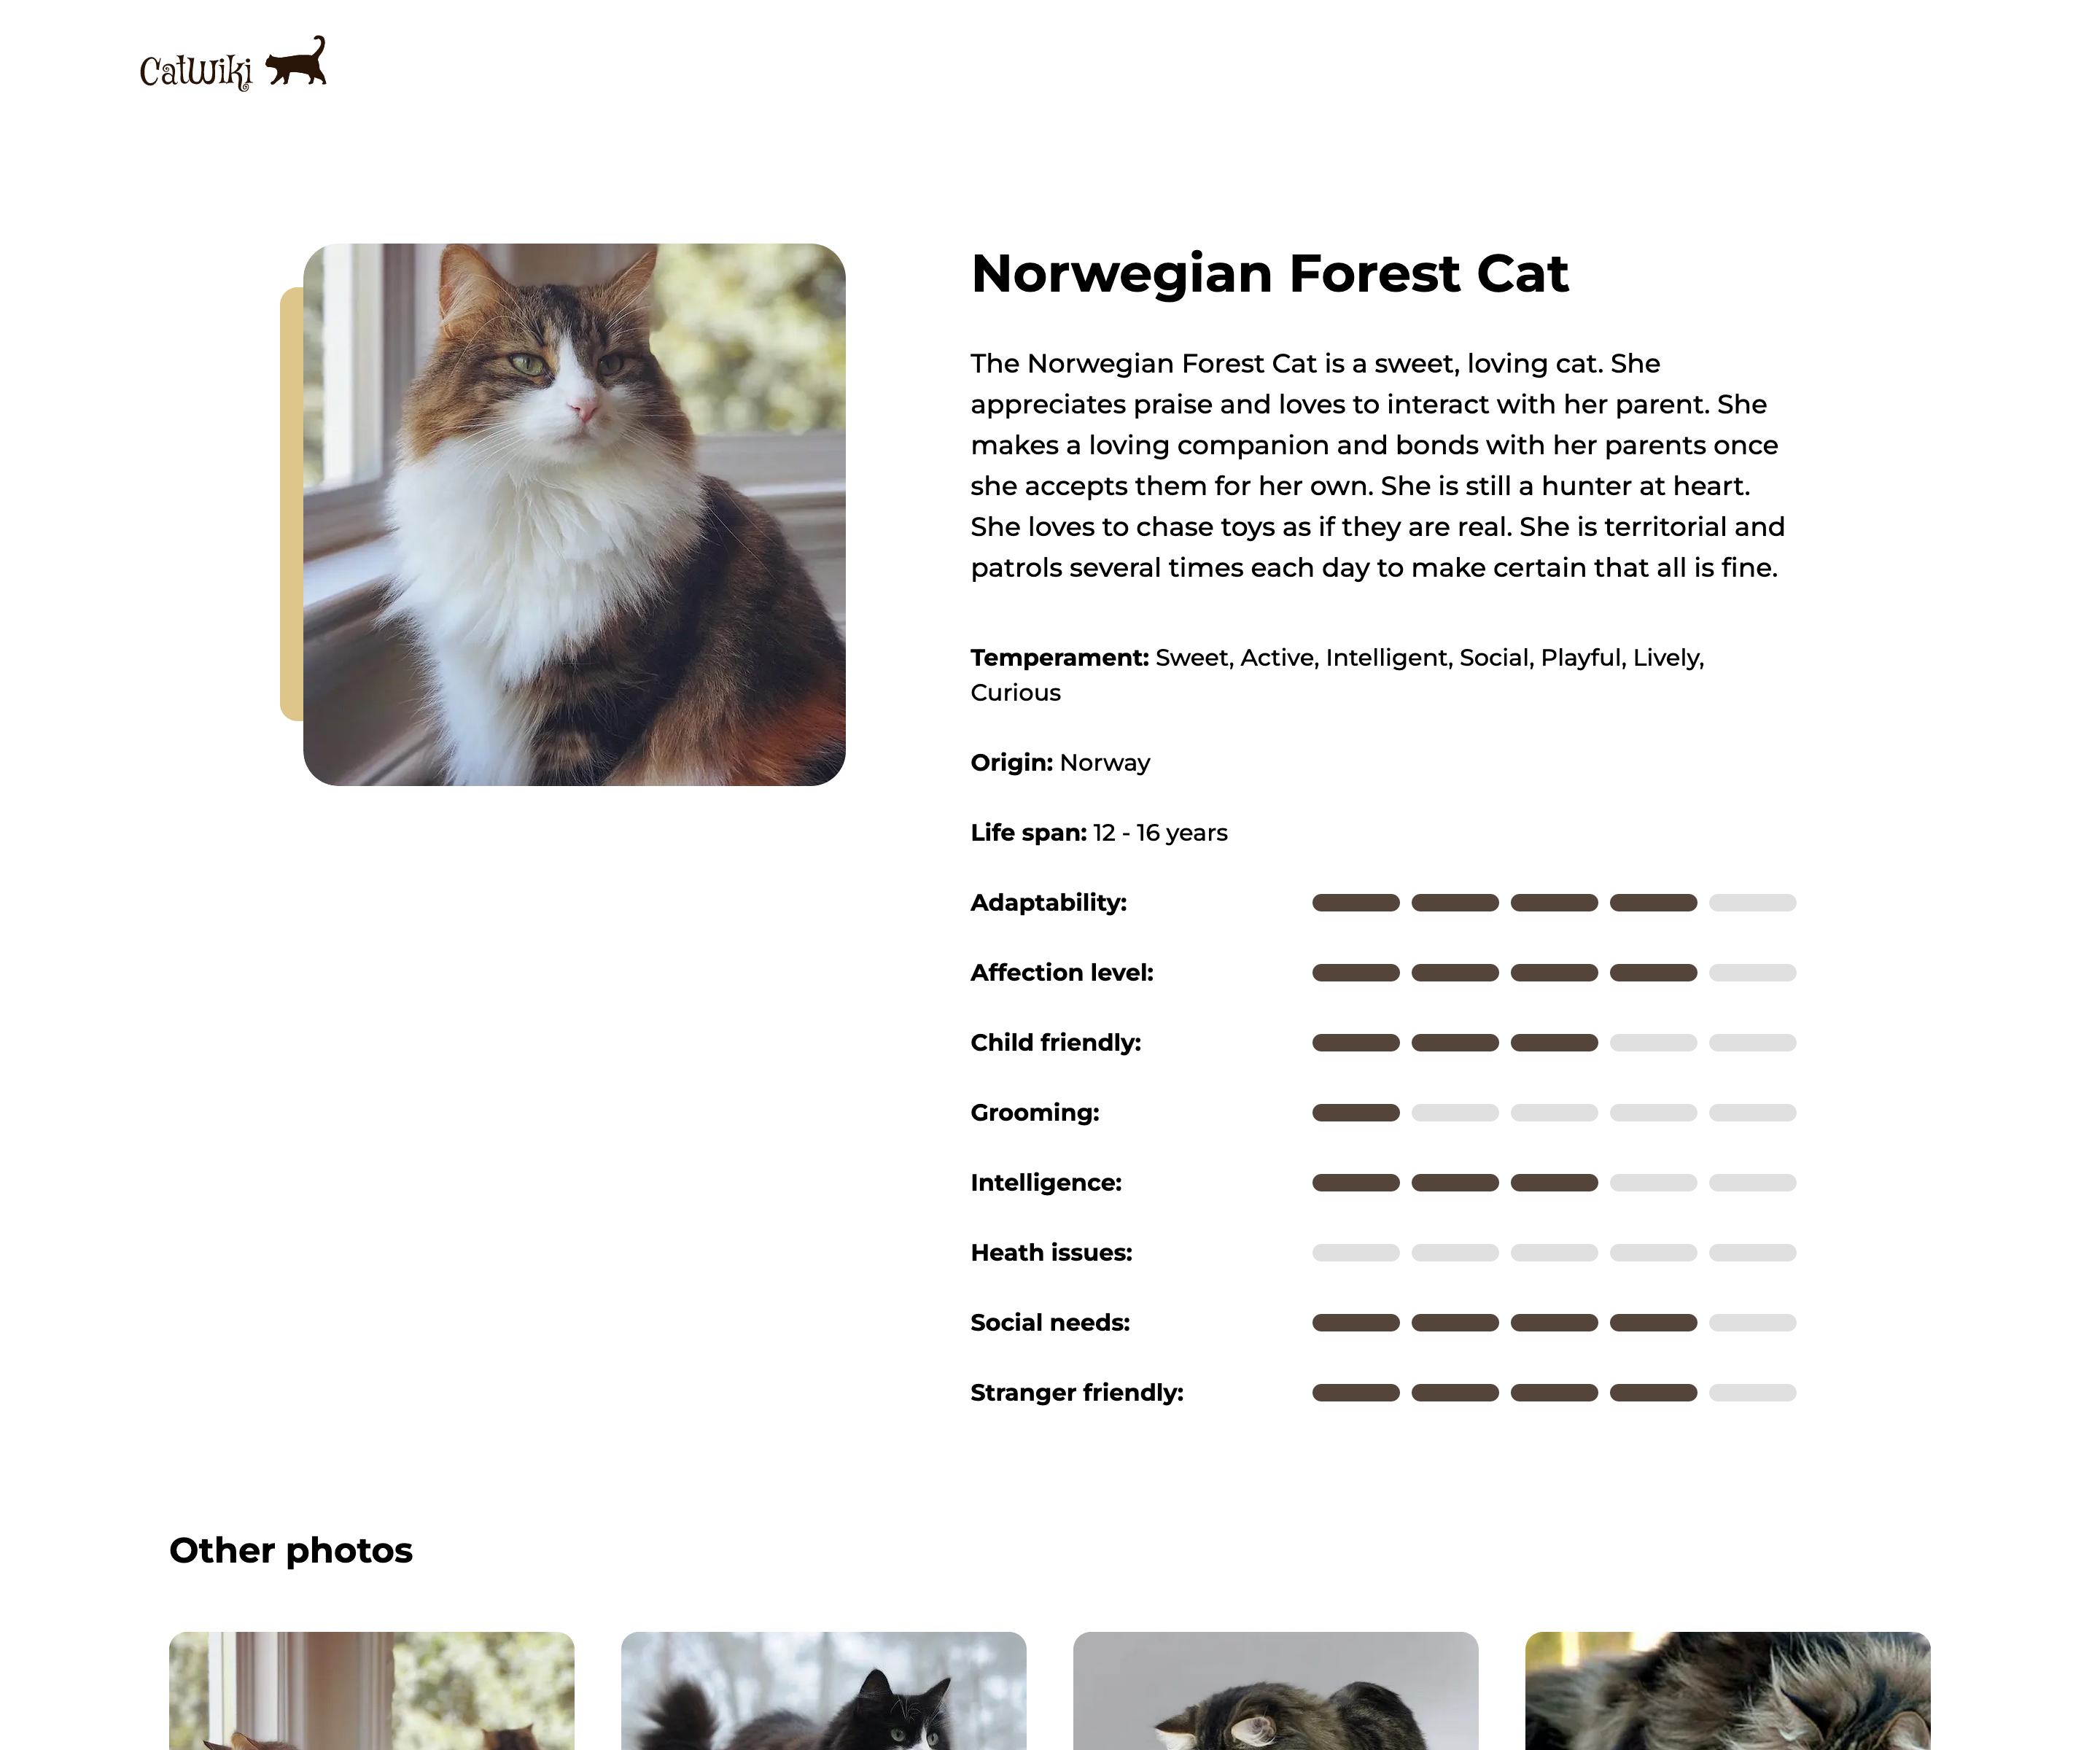 CatWiki
Norwegian Forest Cat
The Norwegian Forest Cat is a sweet, loving cat. She
appreciates praise and loves to interact with her parent. She
makes a loving companion and bonds with her parents once
she accepts them for her own. She is still a hunter at heart.
She loves to chase toys as if they are real. She is territorial and
patrols several times each day to make certain that all is fine.
Temperament: Sweet, Active, Intelligent, Social, Playful, Lively,
Curious
Origin: Norway
Life span: 12 - 16 years
Adaptability:
Affection level:
Child friendly:
Grooming:
Intelligence:
Heath issues:
Social needs:
Stranger friendly:
Other photos